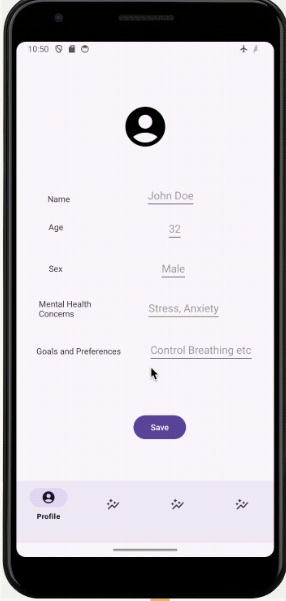 10:50
Name
John Doe
Age
32
Sex
Male
Mental Health
Concerns
Stress, Anxiety
Goals and Preferences
Control Breathing etc
Save
Profile